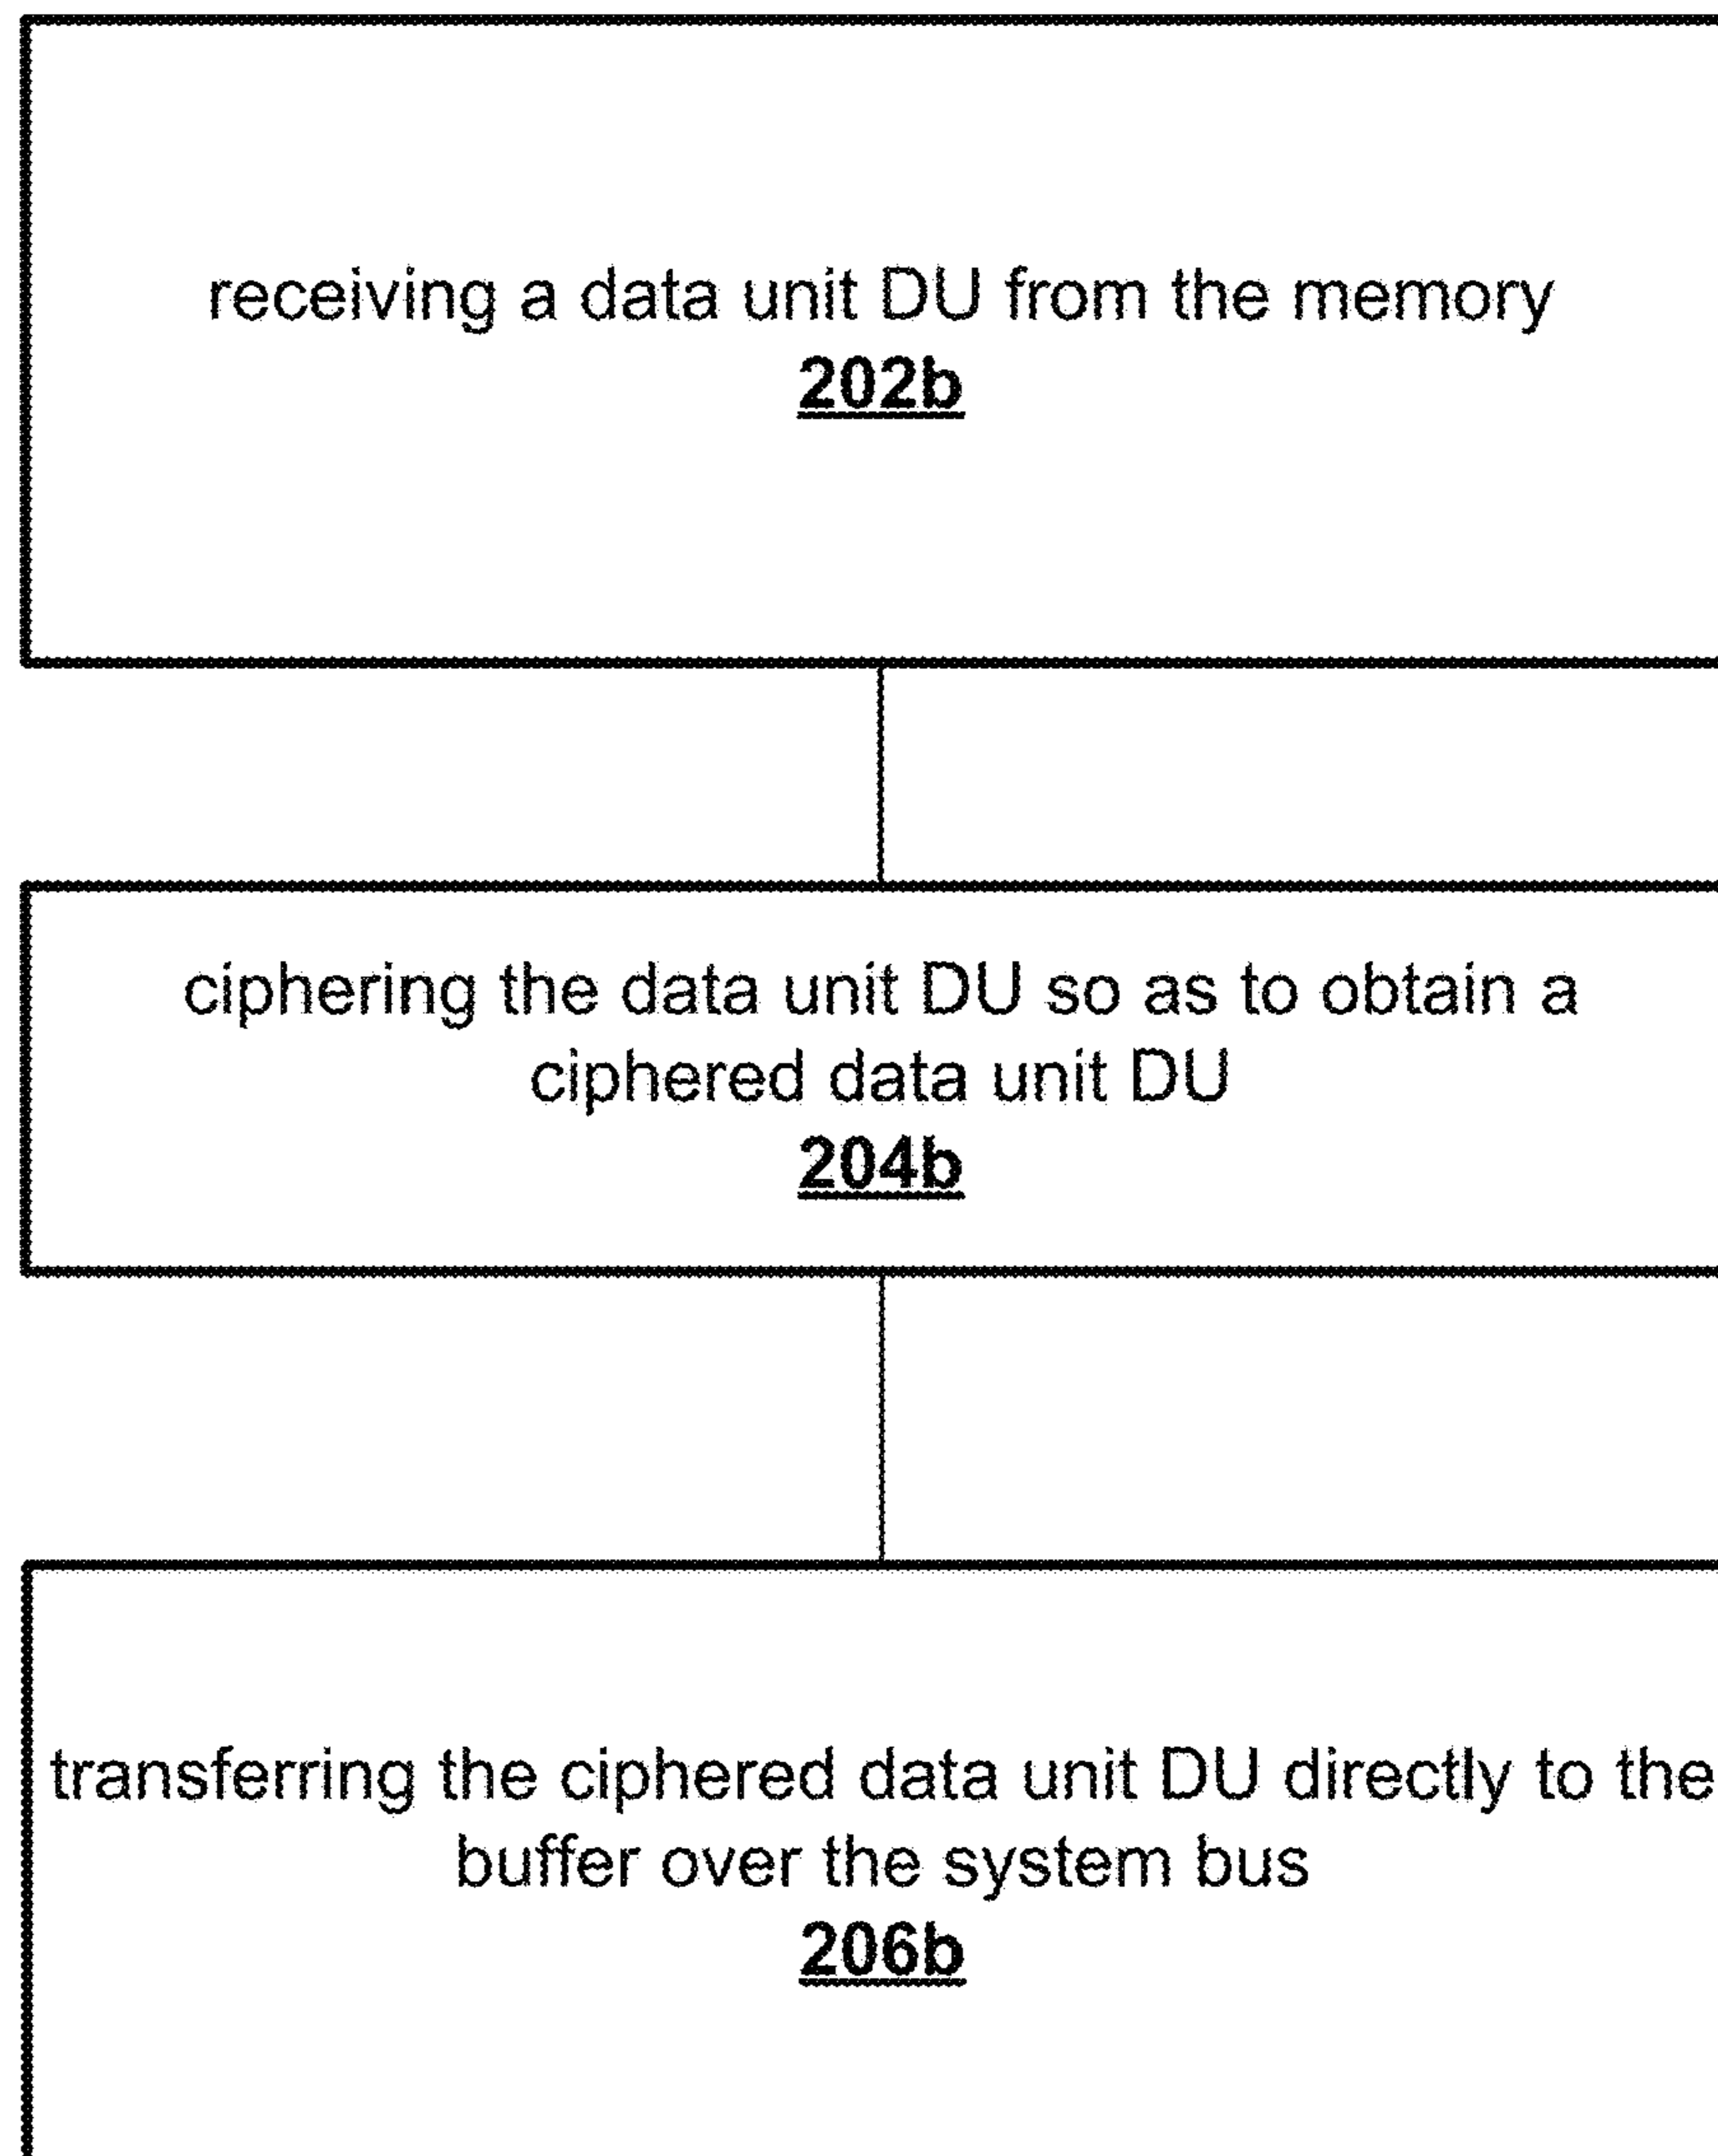 receiving a data unit DU from the memory
202b
ciphering the data unit DU so as to obtain a
ciphered data unit DU
204b
transferring the ciphered data unit DU directly to the
buffer over the system bus
206b